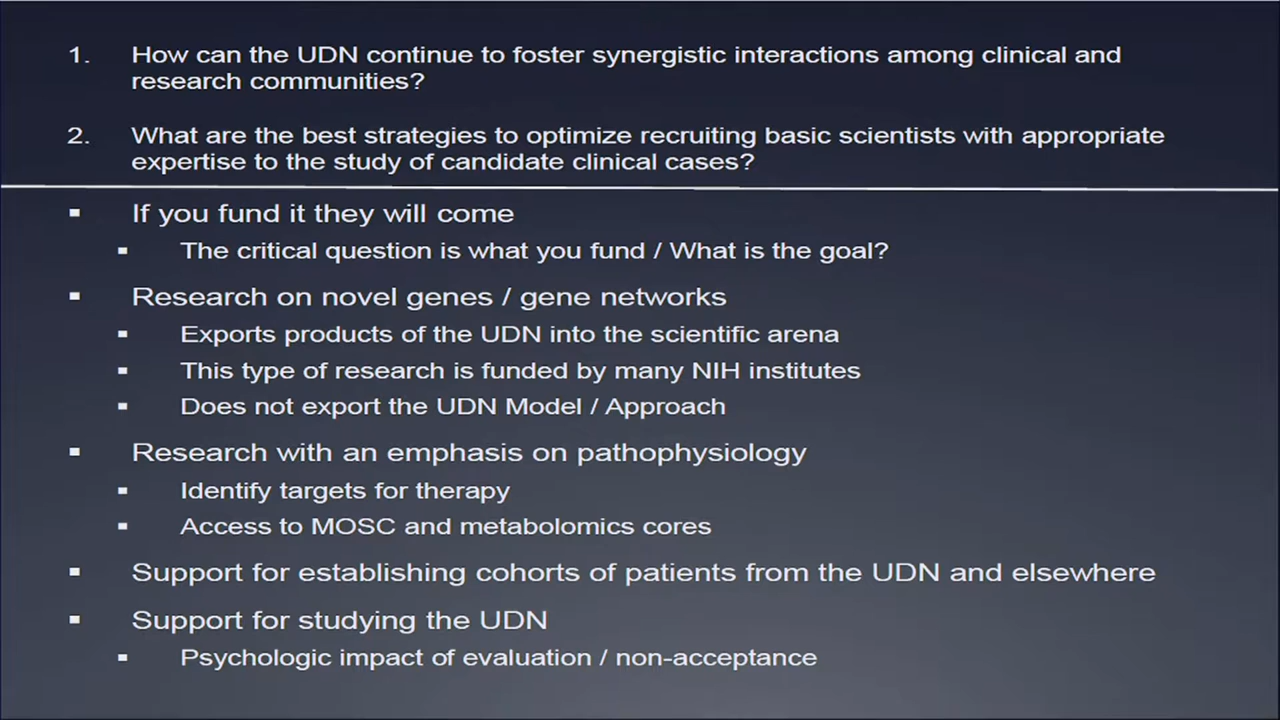 1. How can the UDN continue to foster synergistic interactions among clinical and
research communities?
2. What are the best strategies to optimize recruiting basic scientists with appropriate
expertise to the study of candidate clinical cases?
▪ If you fund it they will come
▪ The critical question is what you fund / What is the goal?
▪ Research on novel genes / gene networks
▪ Exports products of the UDN into the scientific arena
▪ This type of research is funded by many NIH institutes
▪ Does not export the UDN Model / Approach
▪ Research with an emphasis on pathophysiology
▪ Identify targets for therapy
▪ Access to MOSC and metabolomics cores
▪ Support for establishing cohorts of patients from the UDN and elsewhere
▪ Support for studying the UDN
▪ Psychologic impact of evaluation / non-acceptance